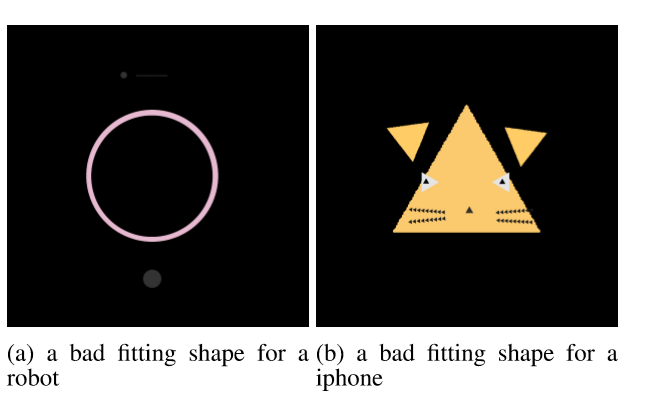 (a) a bad fitting shape for a
robot
(b) a bad fitting shape for a
iphone